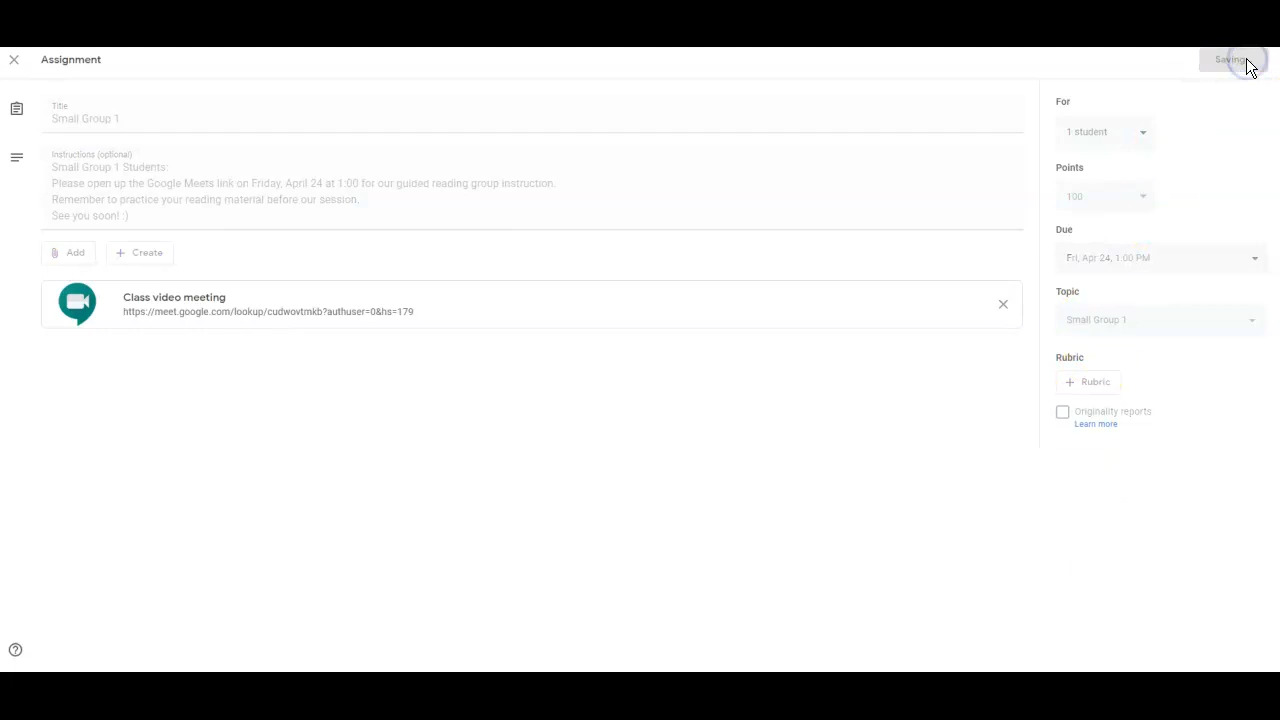 Assignment
Saving
Title
Small Group 1
Instructions (optional)
Small Group 1 Students:
Please open up the Google Meets link on Friday, April 24 at 1:00 for our guided reading group instruction.
Remember to practice your reading material before our session.
See you soon! :)
Add
+ Create
Class video meeting
https://meet.google.com/lookup/cudwovtmkb?authuser=0&hs=179
For
1 student
Points
100
Due
Fri, Apr 24, 1:00 PM
Topic
Small Group 1
Rubric
+ Rubric
Originality reports
Learn more